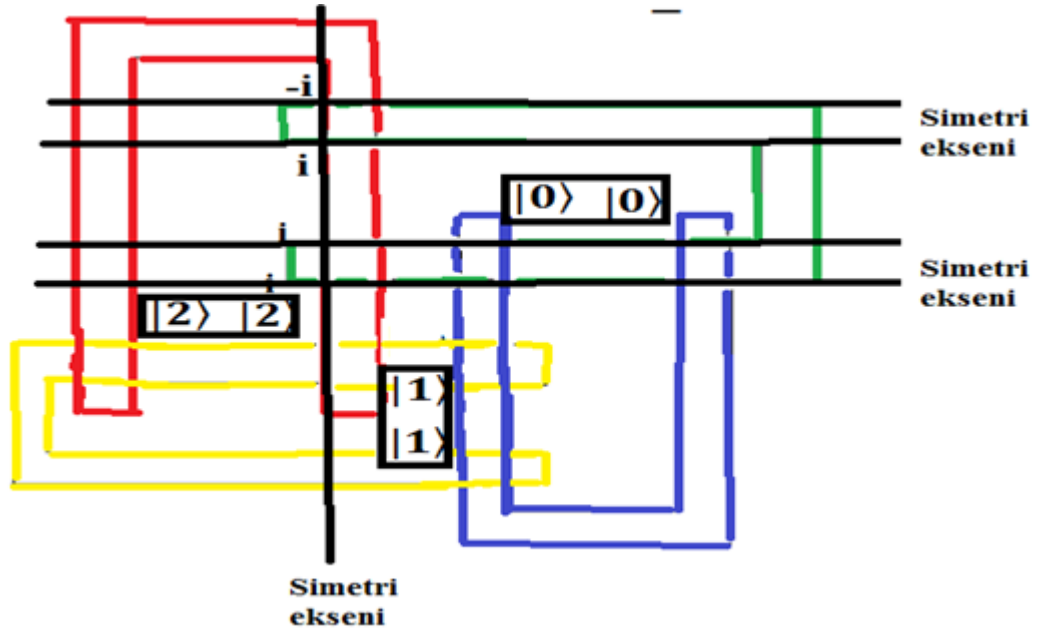 -i
Simetri
ekseni
i
|0⟩ |0⟩
i
Simetri
ekseni
i
|2⟩ |2⟩
|1⟩
|1⟩
Simetri
ekseni